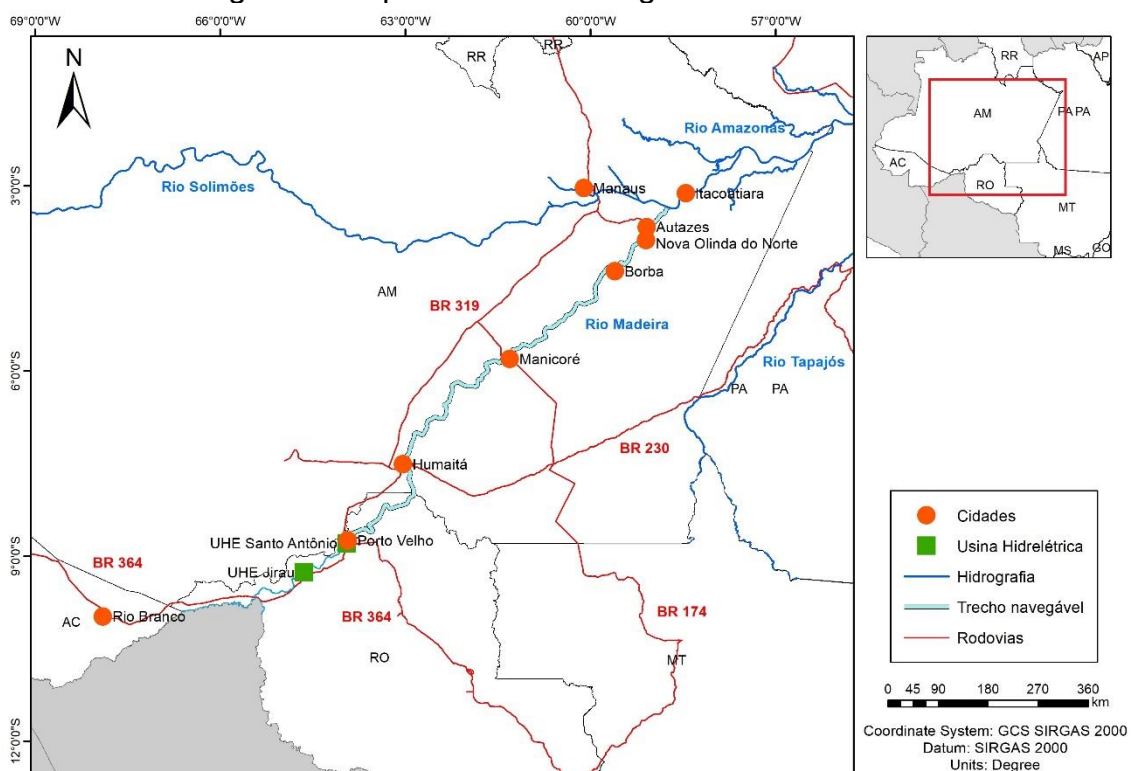 69°0'0"W
66°0'0"W
63°0'0"W
60°0'0"W
57°0'0"W
N
RR
RR
Rio Amazonas
Rio Solimões
3°0'0"S
Manaus
Itacoatiara
Autazes
Nova Olinda do Norte
Borba
AM
BR 319
Rio Madeira
Manicoré
Rio Tapajós
6°0'0"S
PA
PA
BR 230
Humaitá
UHE Santo Antônio
Porto Velho
9°0'0"S
BR 364
UHE Jirau
AC
Rio Branco
BR 364
BR 174
RO
MT
12°0'0"S
RR
AP
AM
PA PA
AC
RO
MT
MS
GO
Cidades
Usina Hidrelétrica
Hidrografia
Trecho navegável
Rodovias
0 45 90 180 270 360
km
Coordinate System: GCS SIRGAS 2000
Datum: SIRGAS 2000
Units: Degree